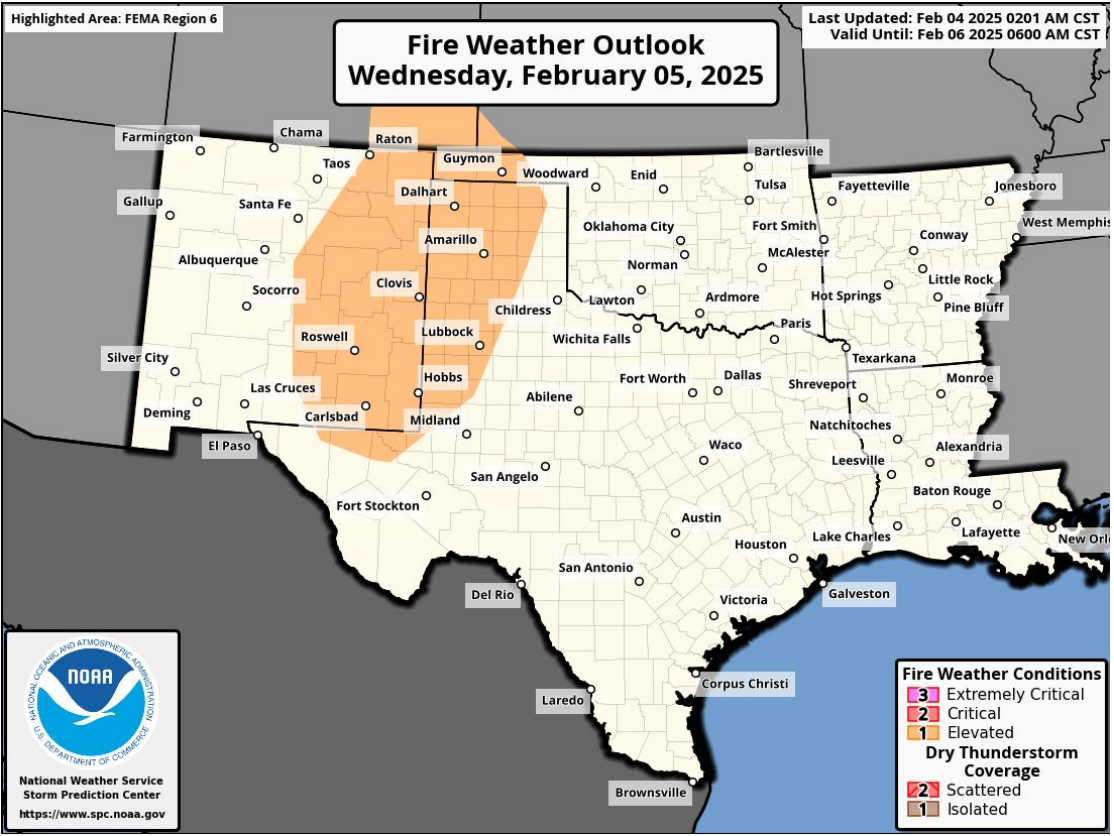 Highlighted Area: FEMA Region 6
Fire Weather Outlook
Wednesday, February 05, 2025
Last Updated: Feb 04 2025 0201 AM CST
Valid Until: Feb 06 2025 0600 AM CST
Farmington
Chama
Raton
Taos
Guymon
Woodward
Enid
Bartlesville
Tulsa
Fayetteville
Jonesboro
Gallup
Santa Fe
Dalhart
Oklahoma City
Fort Smith
West Memphis
Albuquerque
Amarillo
Norman
McAlester
Conway
Little Rock
Socorro
Clovis
Childress
Lawton
Ardmore
Hot Springs
Pine Bluff
Silver City
Roswell
Lubbock
Wichita Falls
Paris
Texarkana
Deming
Las Cruces
Hobbs
Carlsbad
Midland
Abilene
Fort Worth
Dallas
Shreveport
Monroe
El Paso
Natchitoches
Waco
Leesville
Alexandria
San Angelo
Fort Stockton
Baton Rouge
Austin
Houston
Lake Charles
Lafayette
New Orl
Del Rio
San Antonio
Victoria
Galveston
Laredo
Corpus Christi
Brownsville
NATIONAL OCEANIC AND ATMOSPHERIC ADMINISTRATION
NOAA
U.S. DEPARTMENT OF COMMERCE
National Weather Service
Storm Prediction Center
https://www.spc.noaa.gov
Fire Weather Conditions
3 Extremely Critical
2 Critical
1 Elevated
Dry Thunderstorm
Coverage
2 Scattered
1 Isolated